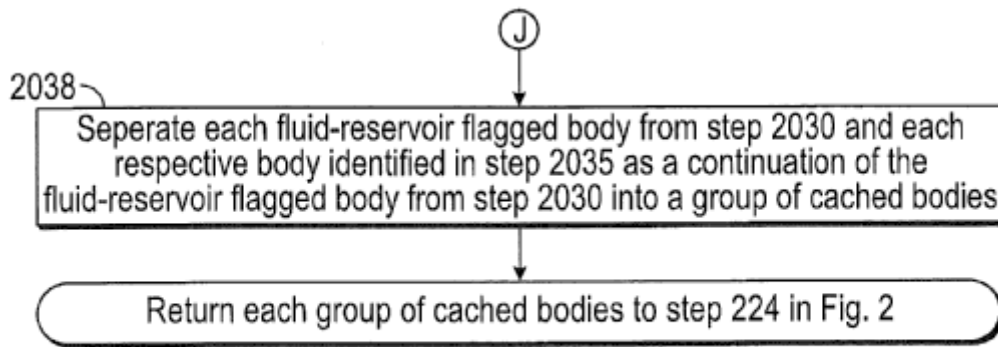 J
2038
Seperate each fluid-reservoir flagged body from step 2030 and each
respective body identified in step 2035 as a continuation of the
fluid-reservoir flagged body from step 2030 into a group of cached bodies
Return each group of cached bodies to step 224 in Fig. 2